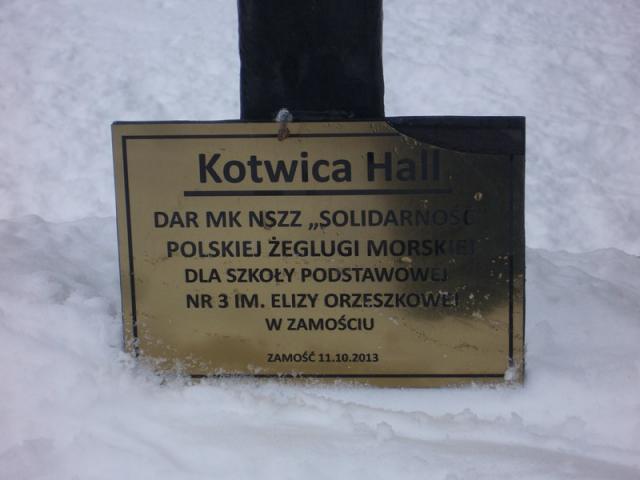 Kotwica Hall
DAR MK NSZZ „SOLIDARNOŚĆ”
POLSKIEJ ŻEGLUGI MORSKIEJ
DLA SZKOŁY PODSTAWOWEJ
NR 3 IM. ELIZY ORZESZKOWEJ
W ZAMOŚCIU
ZAMOŚĆ 11.10.2013